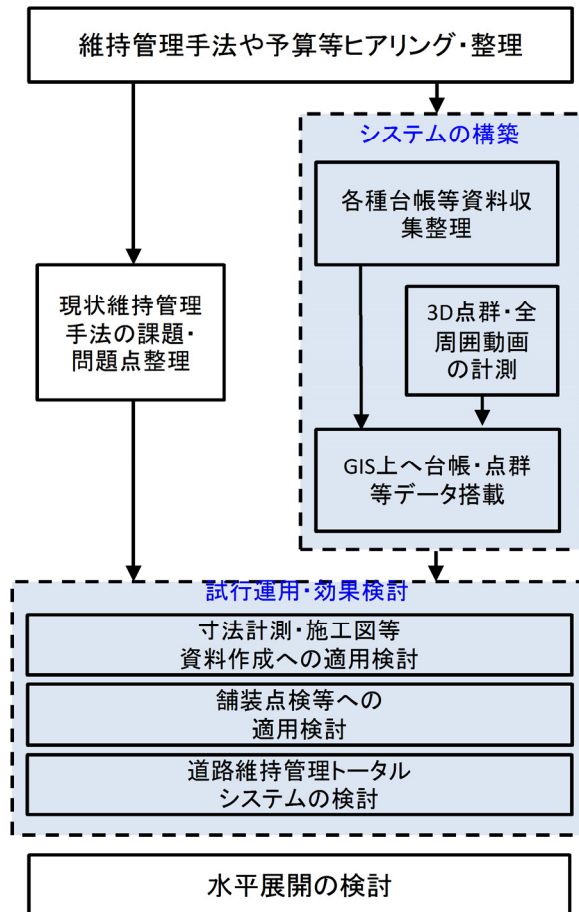 維持管理手法や予算等ヒアリング・整理
システムの構築
各種台帳等資料収
集整理
現状維持管理
手法の課題・
問題点整理
3D点群・全
周囲動画
の計測
GIS上へ台帳・点群
等データ搭載
試行運用・効果検討
寸法計測・施工図等
資料作成への適用検討
舗装点検等への
適用検討
道路維持管理トータル
システムの検討
水平展開の検討